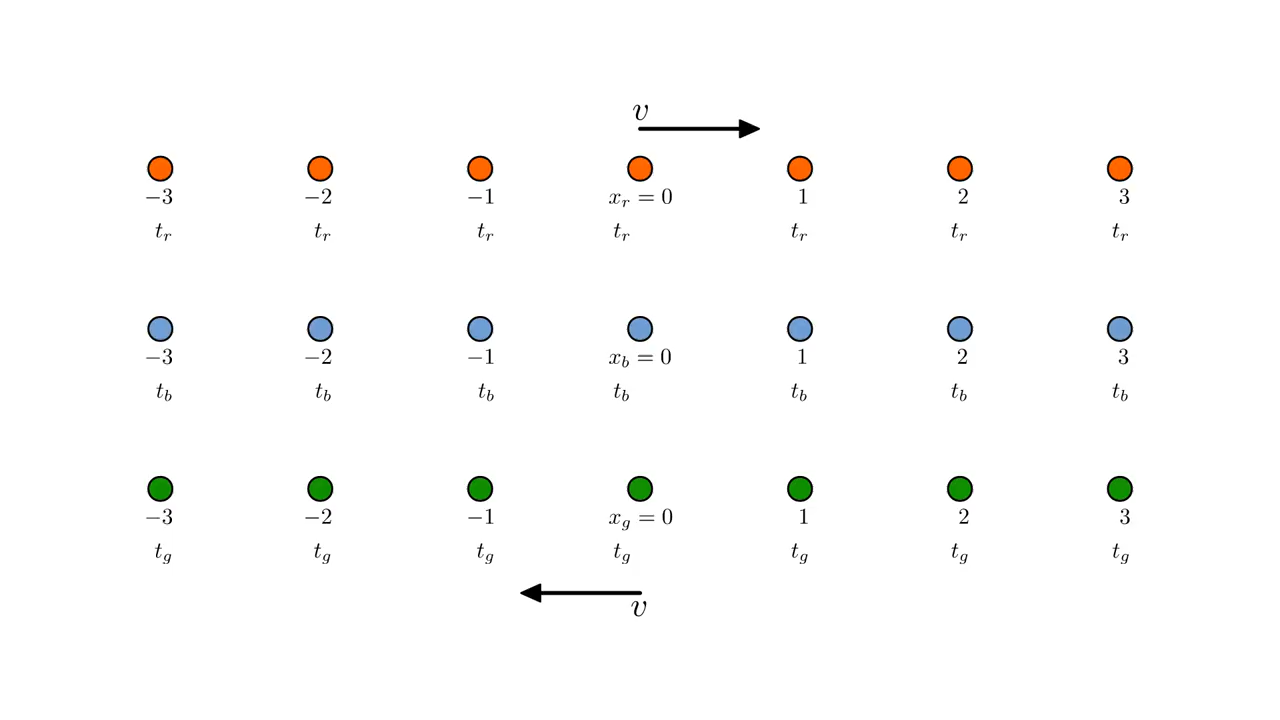 v
−3 −2 −1 x_r = 0 1 2 3
t_r t_r t_r t_r t_r t_r t_r
−3 −2 −1 x_b = 0 1 2 3
t_b t_b t_b t_b t_b t_b t_b
−3 −2 −1 x_g = 0 1 2 3
t_g t_g t_g t_g t_g t_g t_g
v